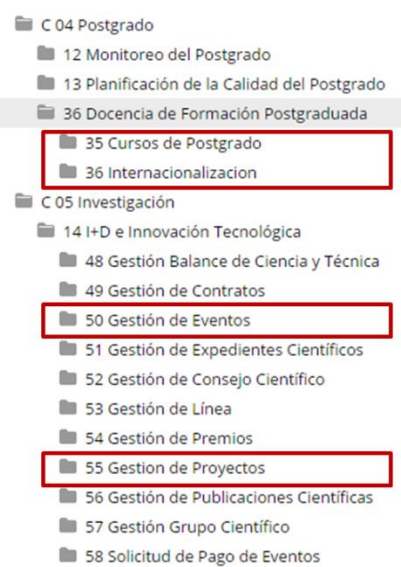 C 04 Postgrado
12 Monitoreo del Postgrado
13 Planificación de la Calidad del Postgrado
36 Docencia de Formación Postgraduada
35 Cursos de Postgrado
36 Internacionalizacion
C 05 Investigación
14 I+D e Innovación Tecnológica
48 Gestión Balance de Ciencia y Técnica
49 Gestión de Contratos
50 Gestión de Eventos
51 Gestión de Expedientes Científicos
52 Gestión de Consejo Científico
53 Gestión de Línea
54 Gestión de Premios
55 Gestion de Proyectos
56 Gestión de Publicaciones Científicas
57 Gestión Grupo Científico
58 Solicitud de Pago de Eventos